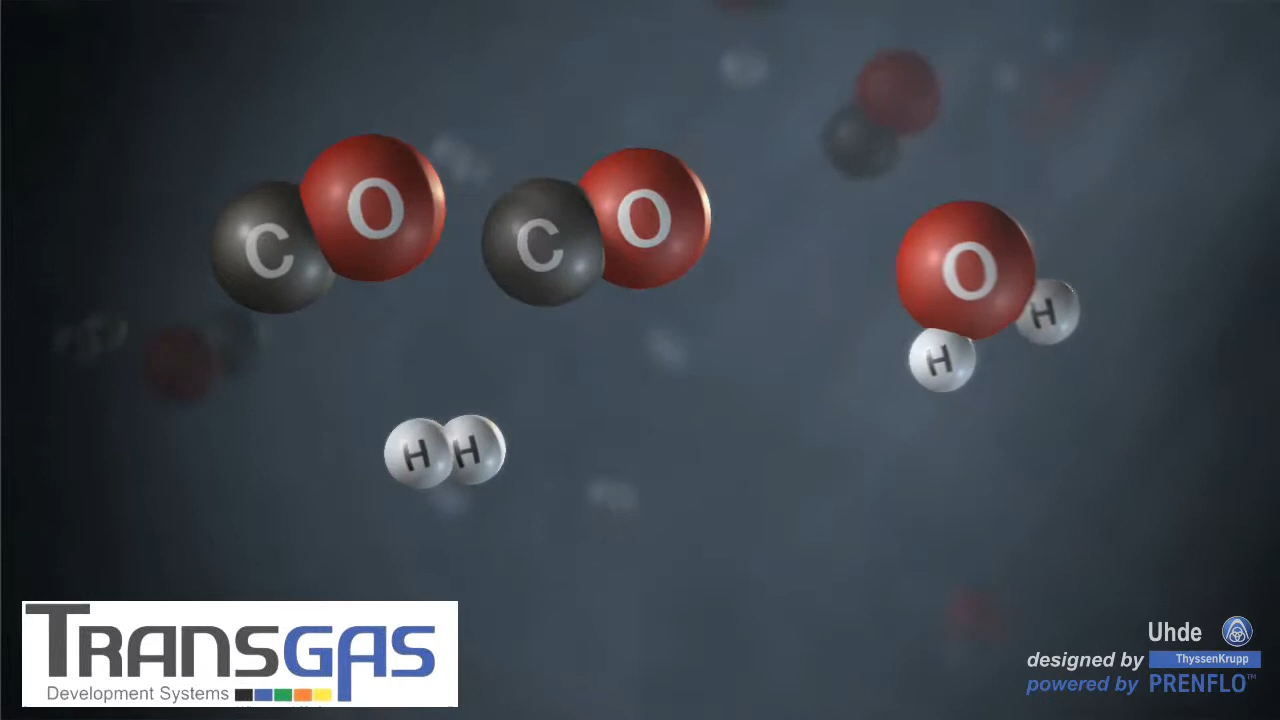 C O
C O
O
H
H
H H
TRANSGAS
Development Systems
Uhde
designed by ThyssenKrupp
powered by PRENFLO™